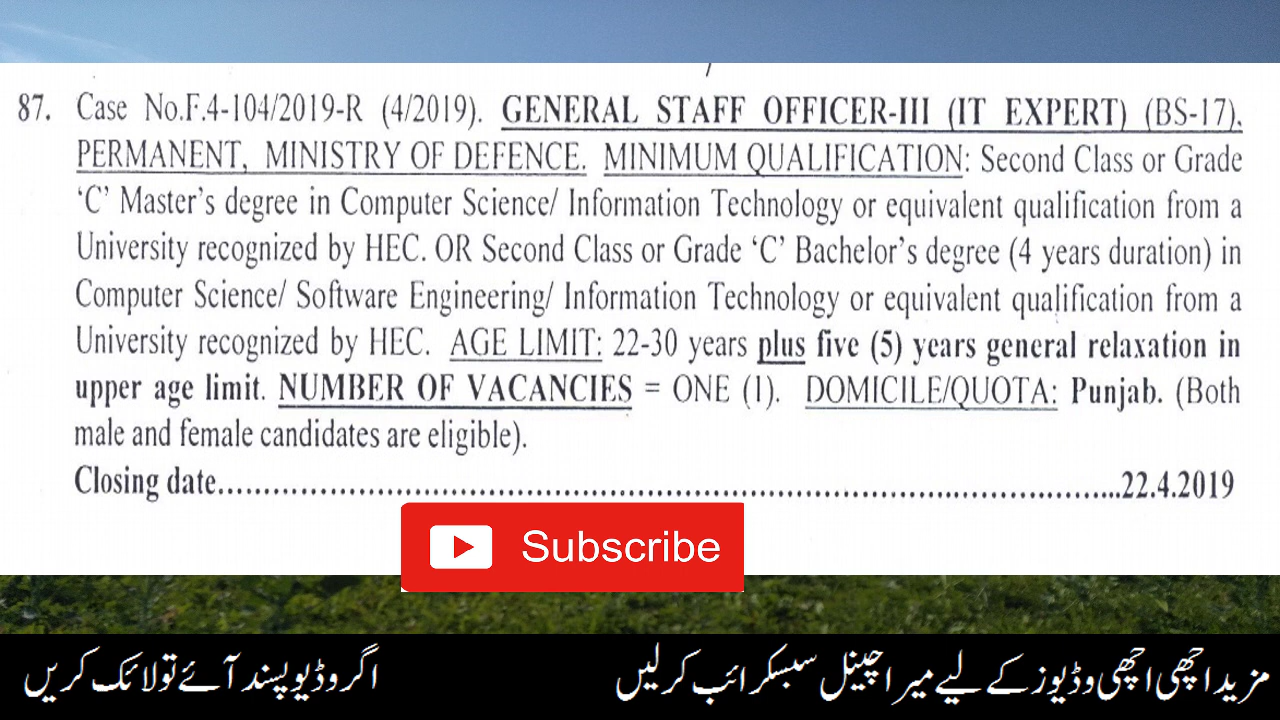 87. Case No.F.4-104/2019-R (4/2019). GENERAL STAFF OFFICER-III (IT EXPERT) (BS-17),
PERMANENT, MINISTRY OF DEFENCE. MINIMUM QUALIFICATION: Second Class or Grade
‘C’ Master’s degree in Computer Science/ Information Technology or equivalent qualification from a
University recognized by HEC. OR Second Class or Grade ‘C’ Bachelor’s degree (4 years duration) in
Computer Science/ Software Engineering/ Information Technology or equivalent qualification from a
University recognized by HEC. AGE LIMIT: 22-30 years plus five (5) years general relaxation in
upper age limit. NUMBER OF VACANCIES = ONE (1). DOMICILE/QUOTA: Punjab. (Both
male and female candidates are eligible).
Closing date..........................................................................................22.4.2019
Subscribe
مزید اچھی اچھی وڈیوز کے لیے میرا چینل سبسکرائب کر لیں
اگر وڈیو پسند آئے تو لائک کریں